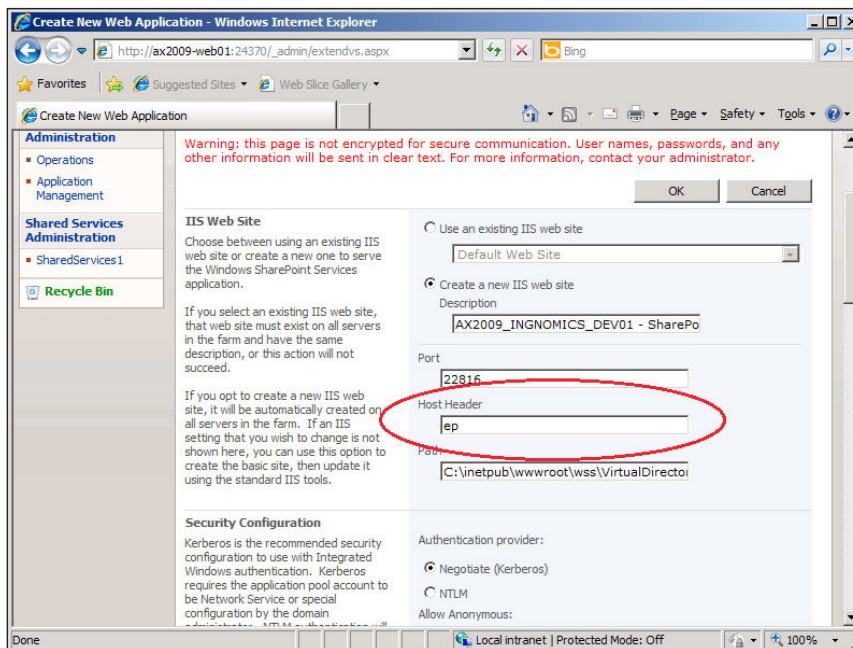 Create New Web Application - Windows Internet Explorer
http://ax2009-web01:24370/_admin/extendvs.aspx
Bing
Favorites
Suggested Sites
Web Slice Gallery
Create New Web Application
Page
Safety
Tools
Administration
Operations
Application
Management
Shared Services
Administration
SharedServices1
Recycle Bin
Warning: this page is not encrypted for secure communication. User names, passwords, and any
other information will be sent in clear text. For more information, contact your administrator.
OK
Cancel
IIS Web Site
Choose between using an existing IIS
web site or create a new one to serve
the Windows SharePoint Services
application.
If you select an existing IIS web site,
that web site must exist on all servers
in the farm and have the same
description, or this action will not
succeed.
If you opt to create a new IIS web
site, it will be automatically created on
all servers in the farm. If an IIS
setting that you wish to change is not
shown here, you can use this option to
create the basic site, then update it
using the standard IIS tools.
Use an existing IIS web site
Default Web Site
Create a new IIS web site
Description
AX2009_INGNOMICS_DEV01 - SharePo
Port
22816
Host Header
ep
Path
C:\inetpub\wwwroot\wss\VirtualDirector
Security Configuration
Kerberos is the recommended security
configuration to use with Integrated
Windows authentication. Kerberos
requires the application pool account to
be Network Service or special
configuration by the domain
administrator. NTLM authentication will
Authentication provider:
Negotiate (Kerberos)
NTLM
Allow Anonymous:
Done
Local intranet | Protected Mode: Off
100%